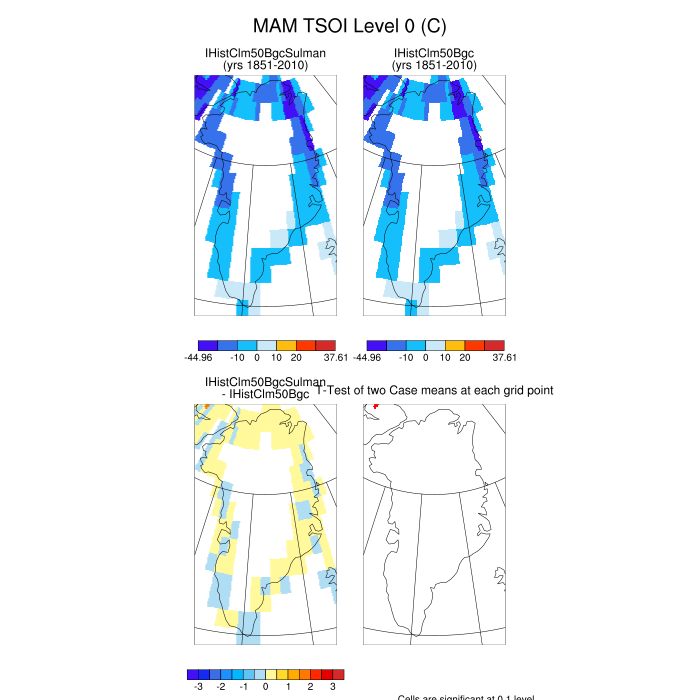 MAM TSOI Level 0 (C)
IHistClm50BgcSulman
(yrs 1851-2010)
IHistClm50Bgc
(yrs 1851-2010)
-44.96 -10 0 10 20 37.61
-44.96 -10 0 10 20 37.61
IHistClm50BgcSulman
- IHistClm50Bgc
T-Test of two Case means at each grid point
-3 -2 -1 0 1 2 3
Cells are significant at 0.1 level